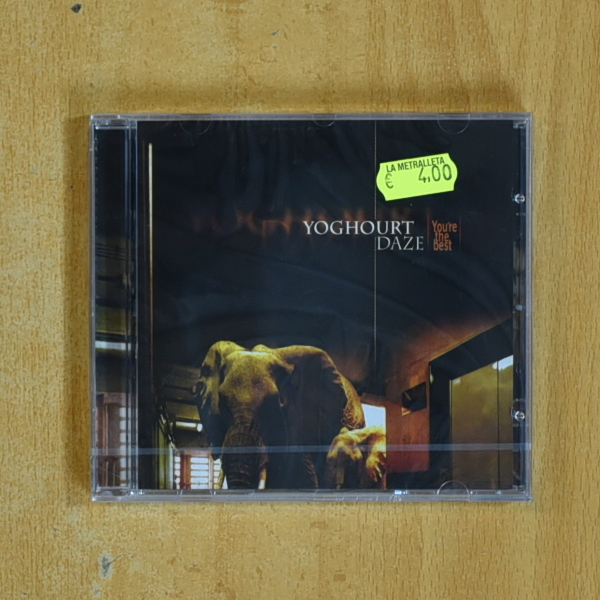 LA METRALLETA
€ 4,00
YOGHOURT
DAZE
You're
the
best